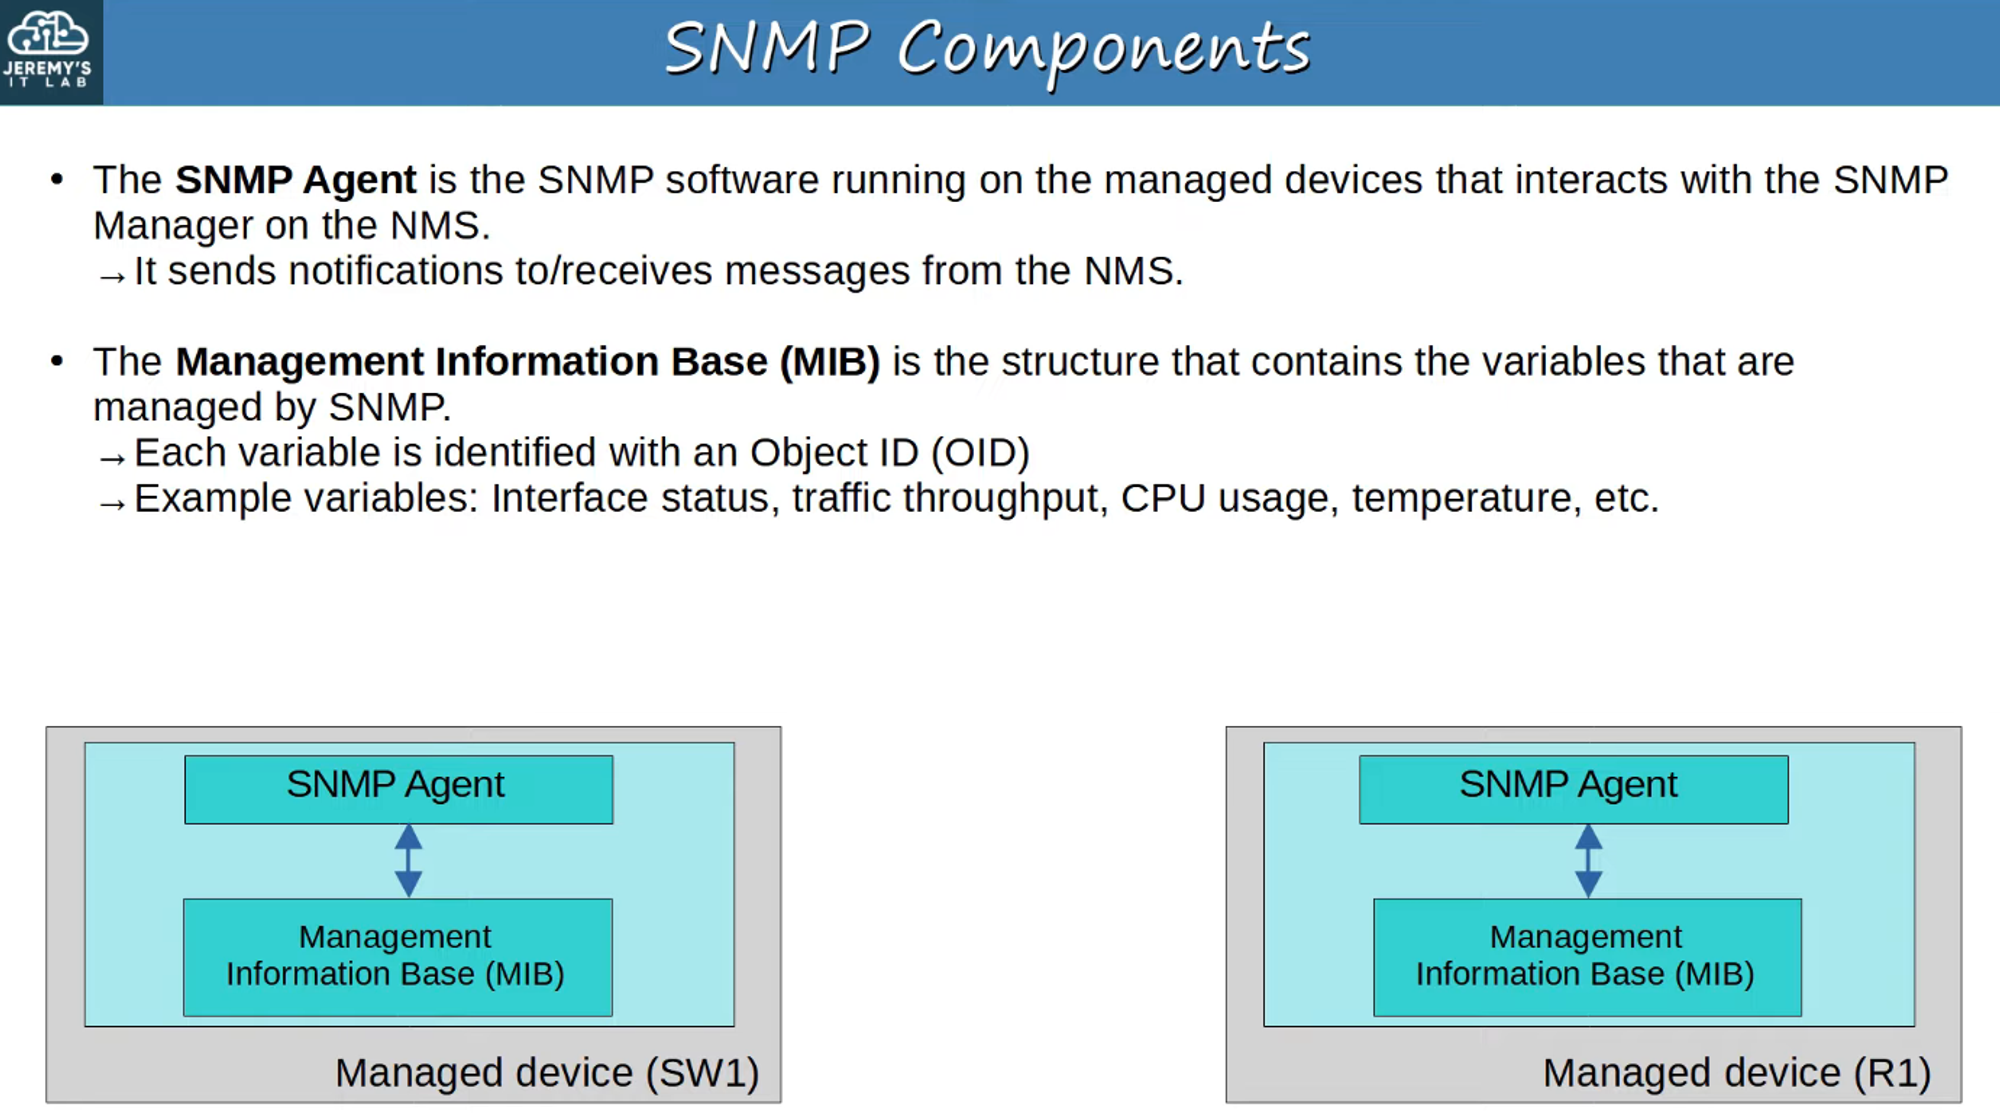 JEREMY'S
IT LAB
SNMP Components
• The SNMP Agent is the SNMP software running on the managed devices that interacts with the SNMP
Manager on the NMS.
→It sends notifications to/receives messages from the NMS.
• The Management Information Base (MIB) is the structure that contains the variables that are
managed by SNMP.
→Each variable is identified with an Object ID (OID)
→Example variables: Interface status, traffic throughput, CPU usage, temperature, etc.
SNMP Agent
Management
Information Base (MIB)
Managed device (SW1)
SNMP Agent
Management
Information Base (MIB)
Managed device (R1)